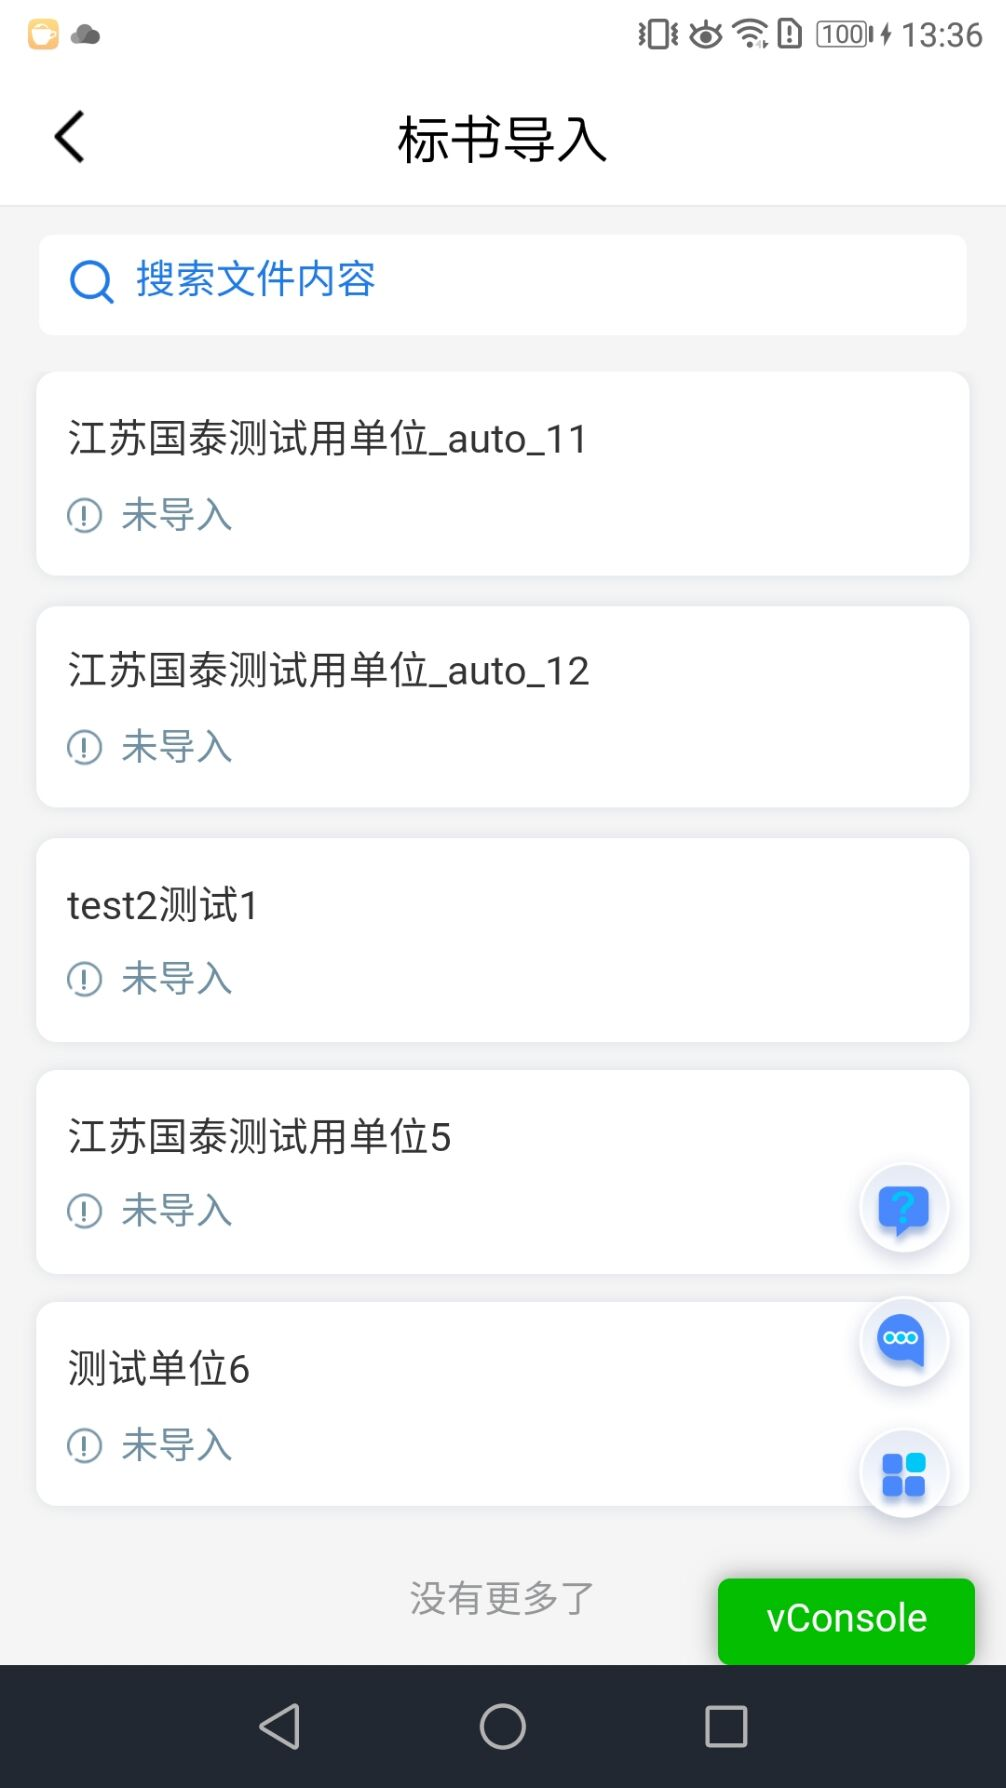 100 13:36
标书导入
搜索文件内容
江苏国泰测试用单位_auto_11
未导入
江苏国泰测试用单位_auto_12
未导入
test2测试1
未导入
江苏国泰测试用单位5
未导入
测试单位6
未导入
没有更多了
vConsole